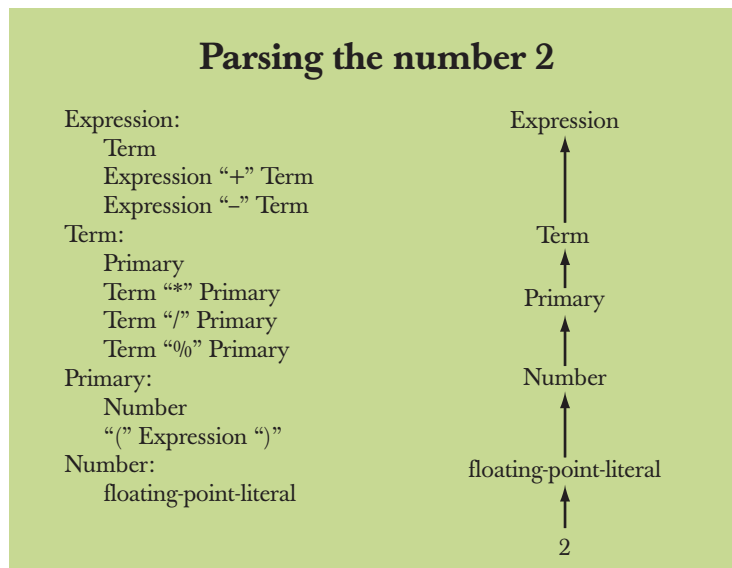 Parsing the number 2
Expression:
Term
Expression “+” Term
Expression “–” Term
Term:
Primary
Term “*” Primary
Term “/” Primary
Term “%” Primary
Primary:
Number
“(” Expression “)”
Number:
floating-point-literal
Expression
Term
Primary
Number
floating-point-literal
2